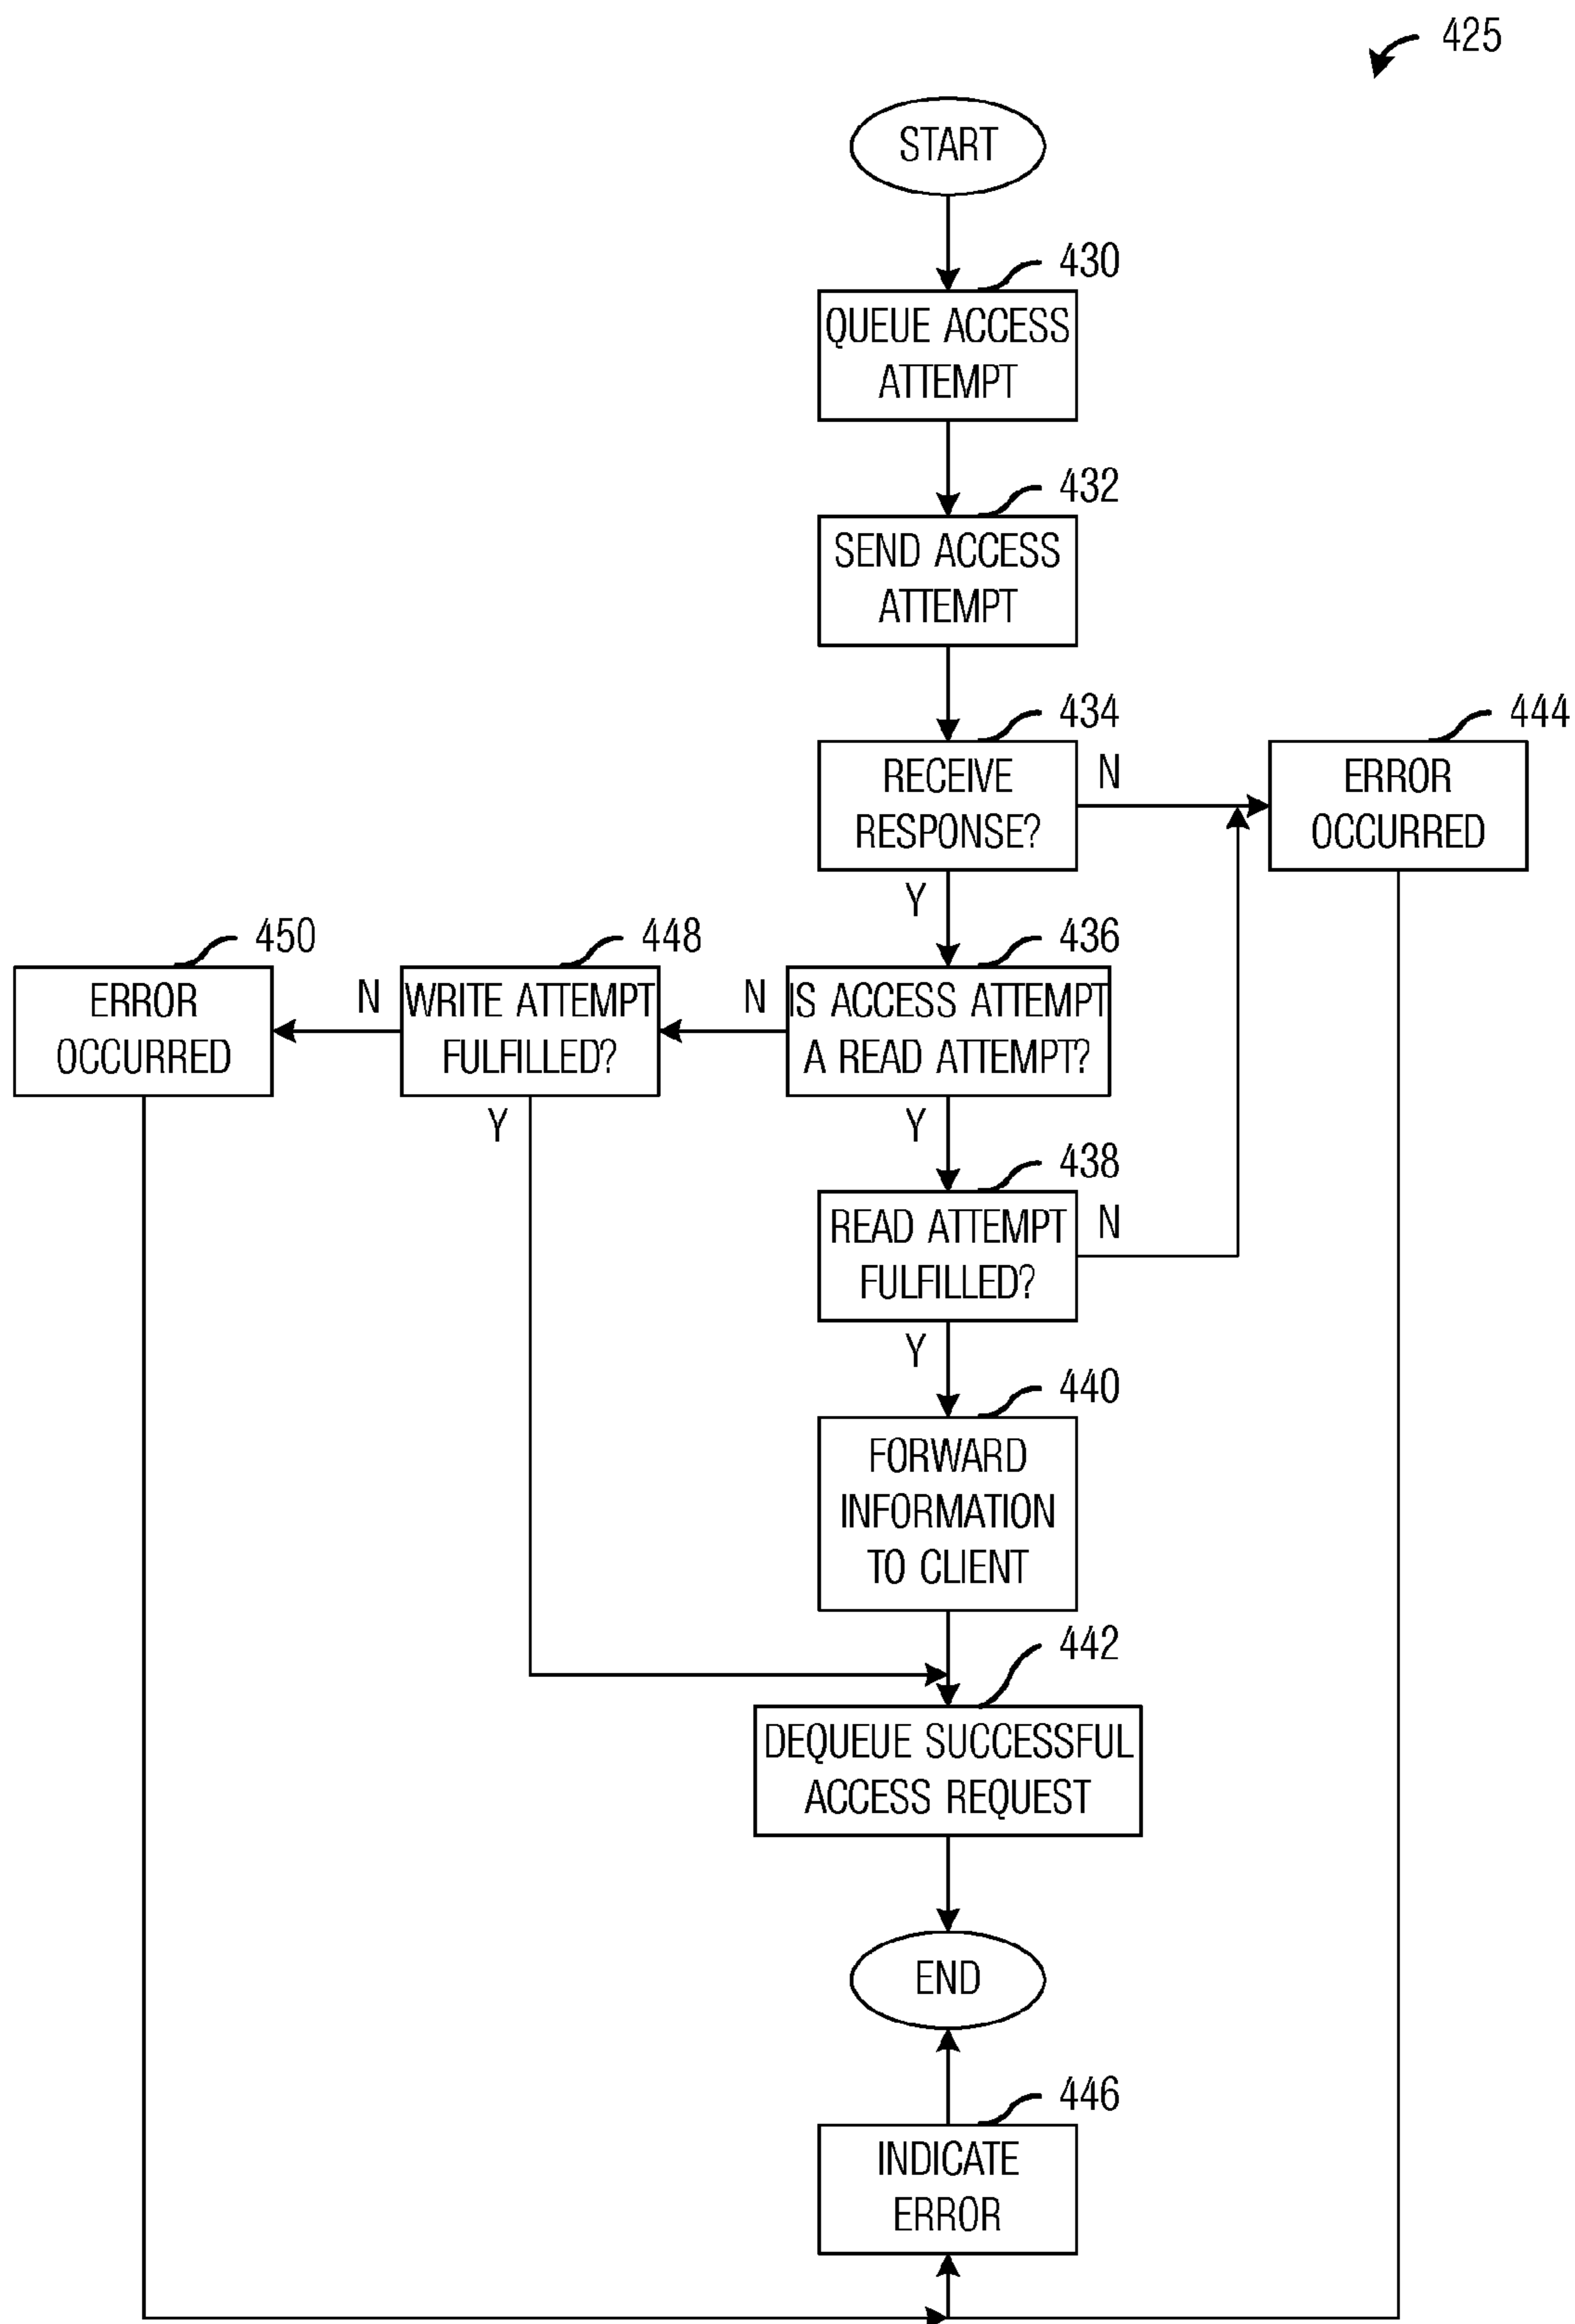 425
START
430
QUEUE ACCESS
ATTEMPT
432
SEND ACCESS
ATTEMPT
434
444
RECEIVE
RESPONSE?
N
ERROR
OCCURRED
Y
450
448
436
ERROR
OCCURRED
N
WRITE ATTEMPT
FULFILLED?
N
IS ACCESS ATTEMPT
A READ ATTEMPT?
Y
Y
438
READ ATTEMPT
FULFILLED?
N
Y
440
FORWARD
INFORMATION
TO CLIENT
442
DEQUEUE SUCCESSFUL
ACCESS REQUEST
END
446
INDICATE
ERROR